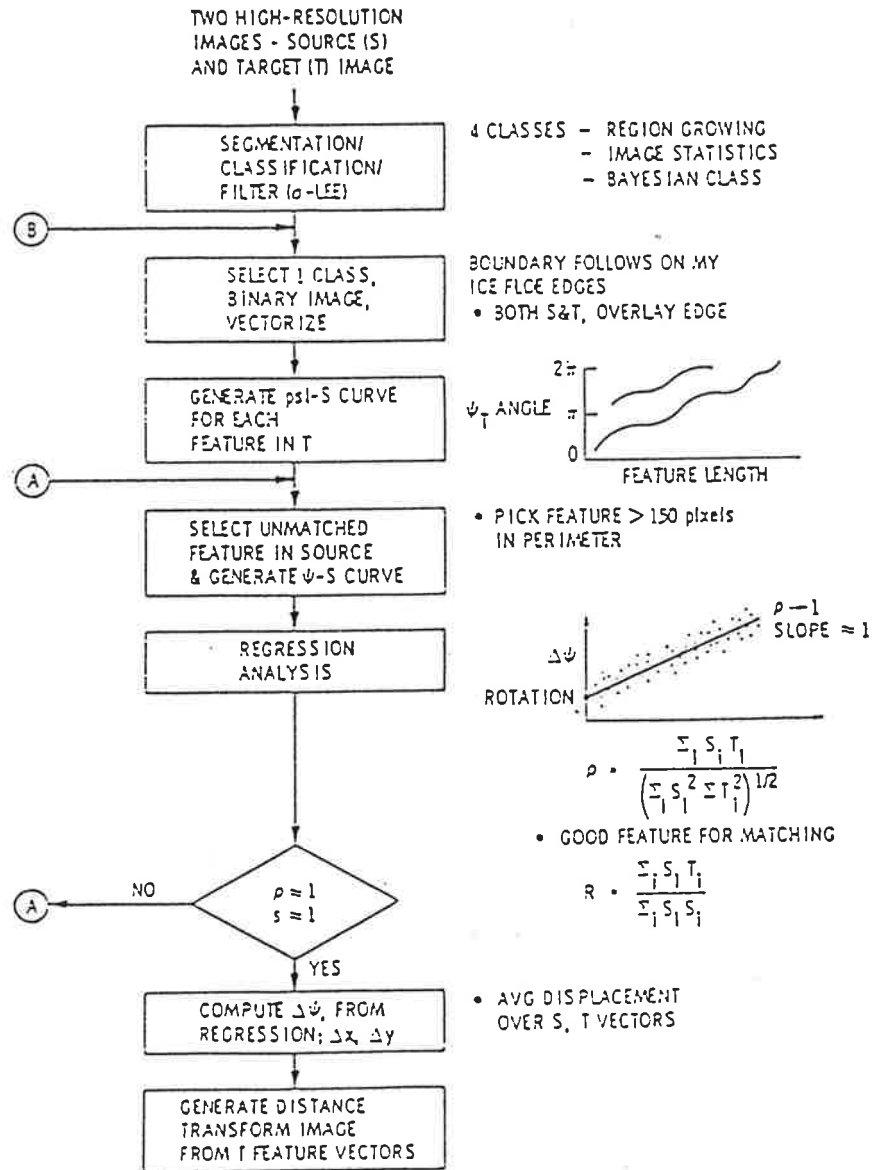 TWO HIGH-RESOLUTION
IMAGES - SOURCE (S)
AND TARGET (T) IMAGE
SEGMENTATION/
CLASSIFICATION/
FILTER (σ-LEE)
4 CLASSES - REGION GROWING
- IMAGE STATISTICS
- BAYESIAN CLASS
B
SELECT 1 CLASS,
BINARY IMAGE,
VECTORIZE
BOUNDARY FOLLOWS ON MY
ICE FLOE EDGES
• BOTH S&T, OVERLAY EDGE
GENERATE psi-S CURVE
FOR EACH
FEATURE IN T
2π
ψT ANGLE π
0
FEATURE LENGTH
A
SELECT UNMATCHED
FEATURE IN SOURCE
& GENERATE ψ-S CURVE
• PICK FEATURE > 150 pixels
IN PERIMETER
REGRESSION
ANALYSIS
ρ → 1
SLOPE ≈ 1
Δψ
ROTATION
ρ = Σi Si Ti / (Σi Si² Σ Ti²)^1/2
• GOOD FEATURE FOR MATCHING
R = Σi Si Ti / Σi Si Si
ρ ≈ 1
s ≈ 1
NO
A
YES
COMPUTE Δψ, FROM
REGRESSION; Δx, Δy
• AVG DISPLACEMENT
OVER S, T VECTORS
GENERATE DISTANCE
TRANSFORM IMAGE
FROM T FEATURE VECTORS